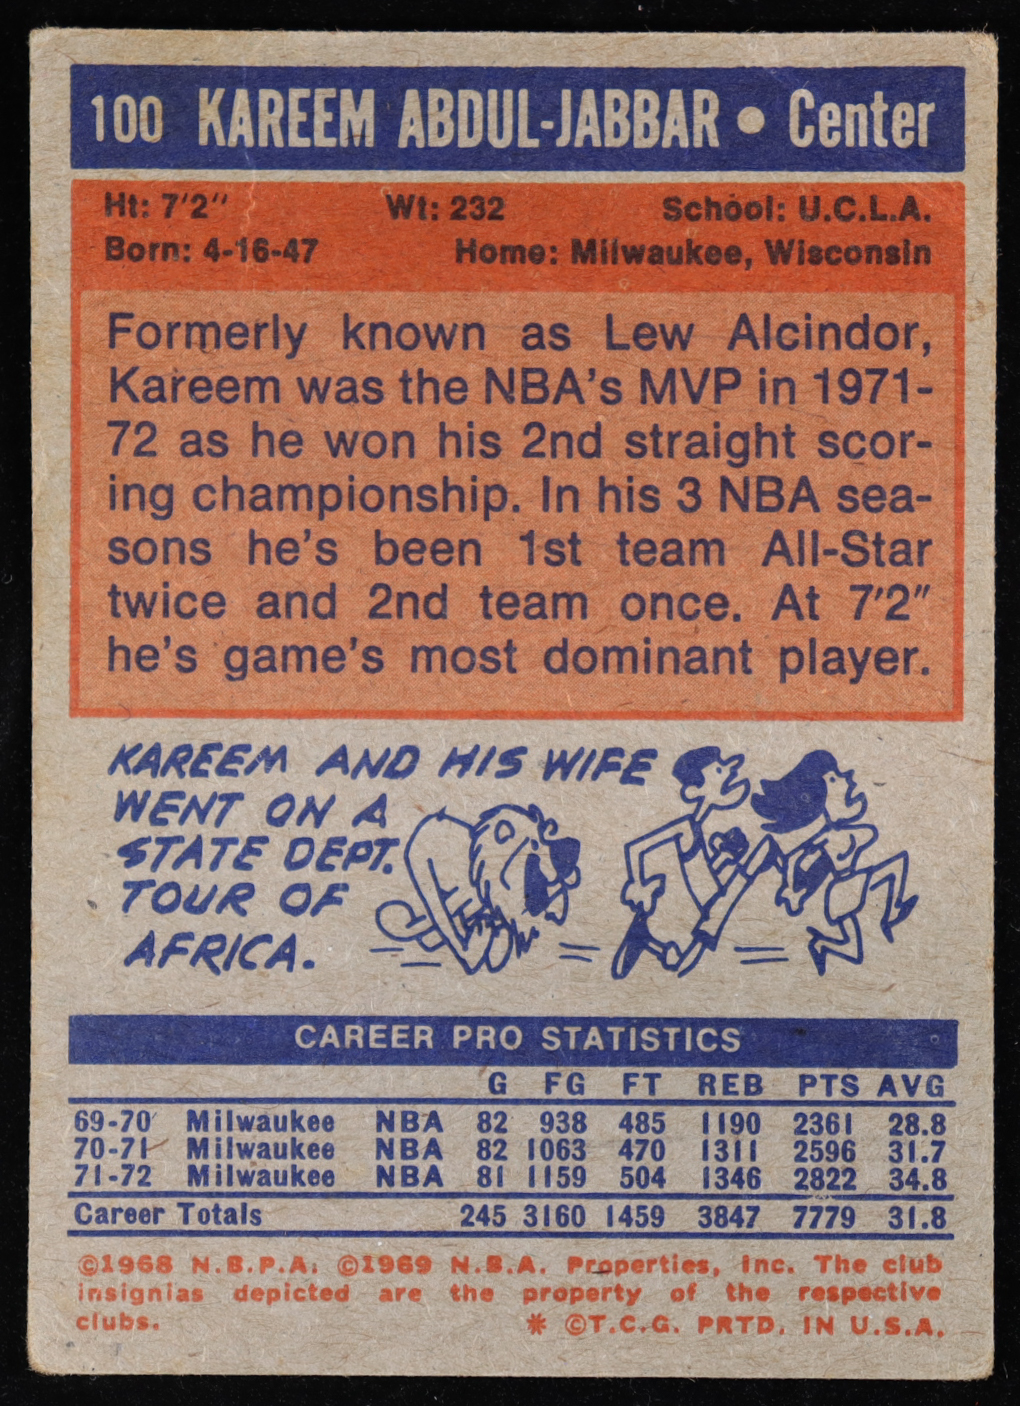 100 KAREEM ABDUL-JABBAR • Center
Ht: 7'2" Wt: 232 School: U.C.L.A.
Born: 4-16-47 Home: Milwaukee, Wisconsin
Formerly known as Lew Alcindor,
Kareem was the NBA's MVP in 1971-
72 as he won his 2nd straight scor-
ing championship. In his 3 NBA sea-
sons he's been 1st team All-Star
twice and 2nd team once. At 7'2"
he's game's most dominant player.
KAREEM AND HIS WIFE
WENT ON A
STATE DEPT.
TOUR OF
AFRICA.
CAREER PRO STATISTICS
G FG FT REB PTS AVG
69-70 Milwaukee NBA 82 938 485 1190 2361 28.8
70-71 Milwaukee NBA 82 1063 470 1311 2596 31.7
71-72 Milwaukee NBA 81 1159 504 1346 2822 34.8
Career Totals 245 3160 1459 3847 7779 31.8
©1968 N.B.P.A. ©1969 N.B.A. Properties, Inc. The club
insignias depicted are the property of the respective
clubs. * ©T.C.G. PRTD. IN U.S.A.